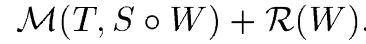 ℳ(T, S ∘ W) + ℛ(W).